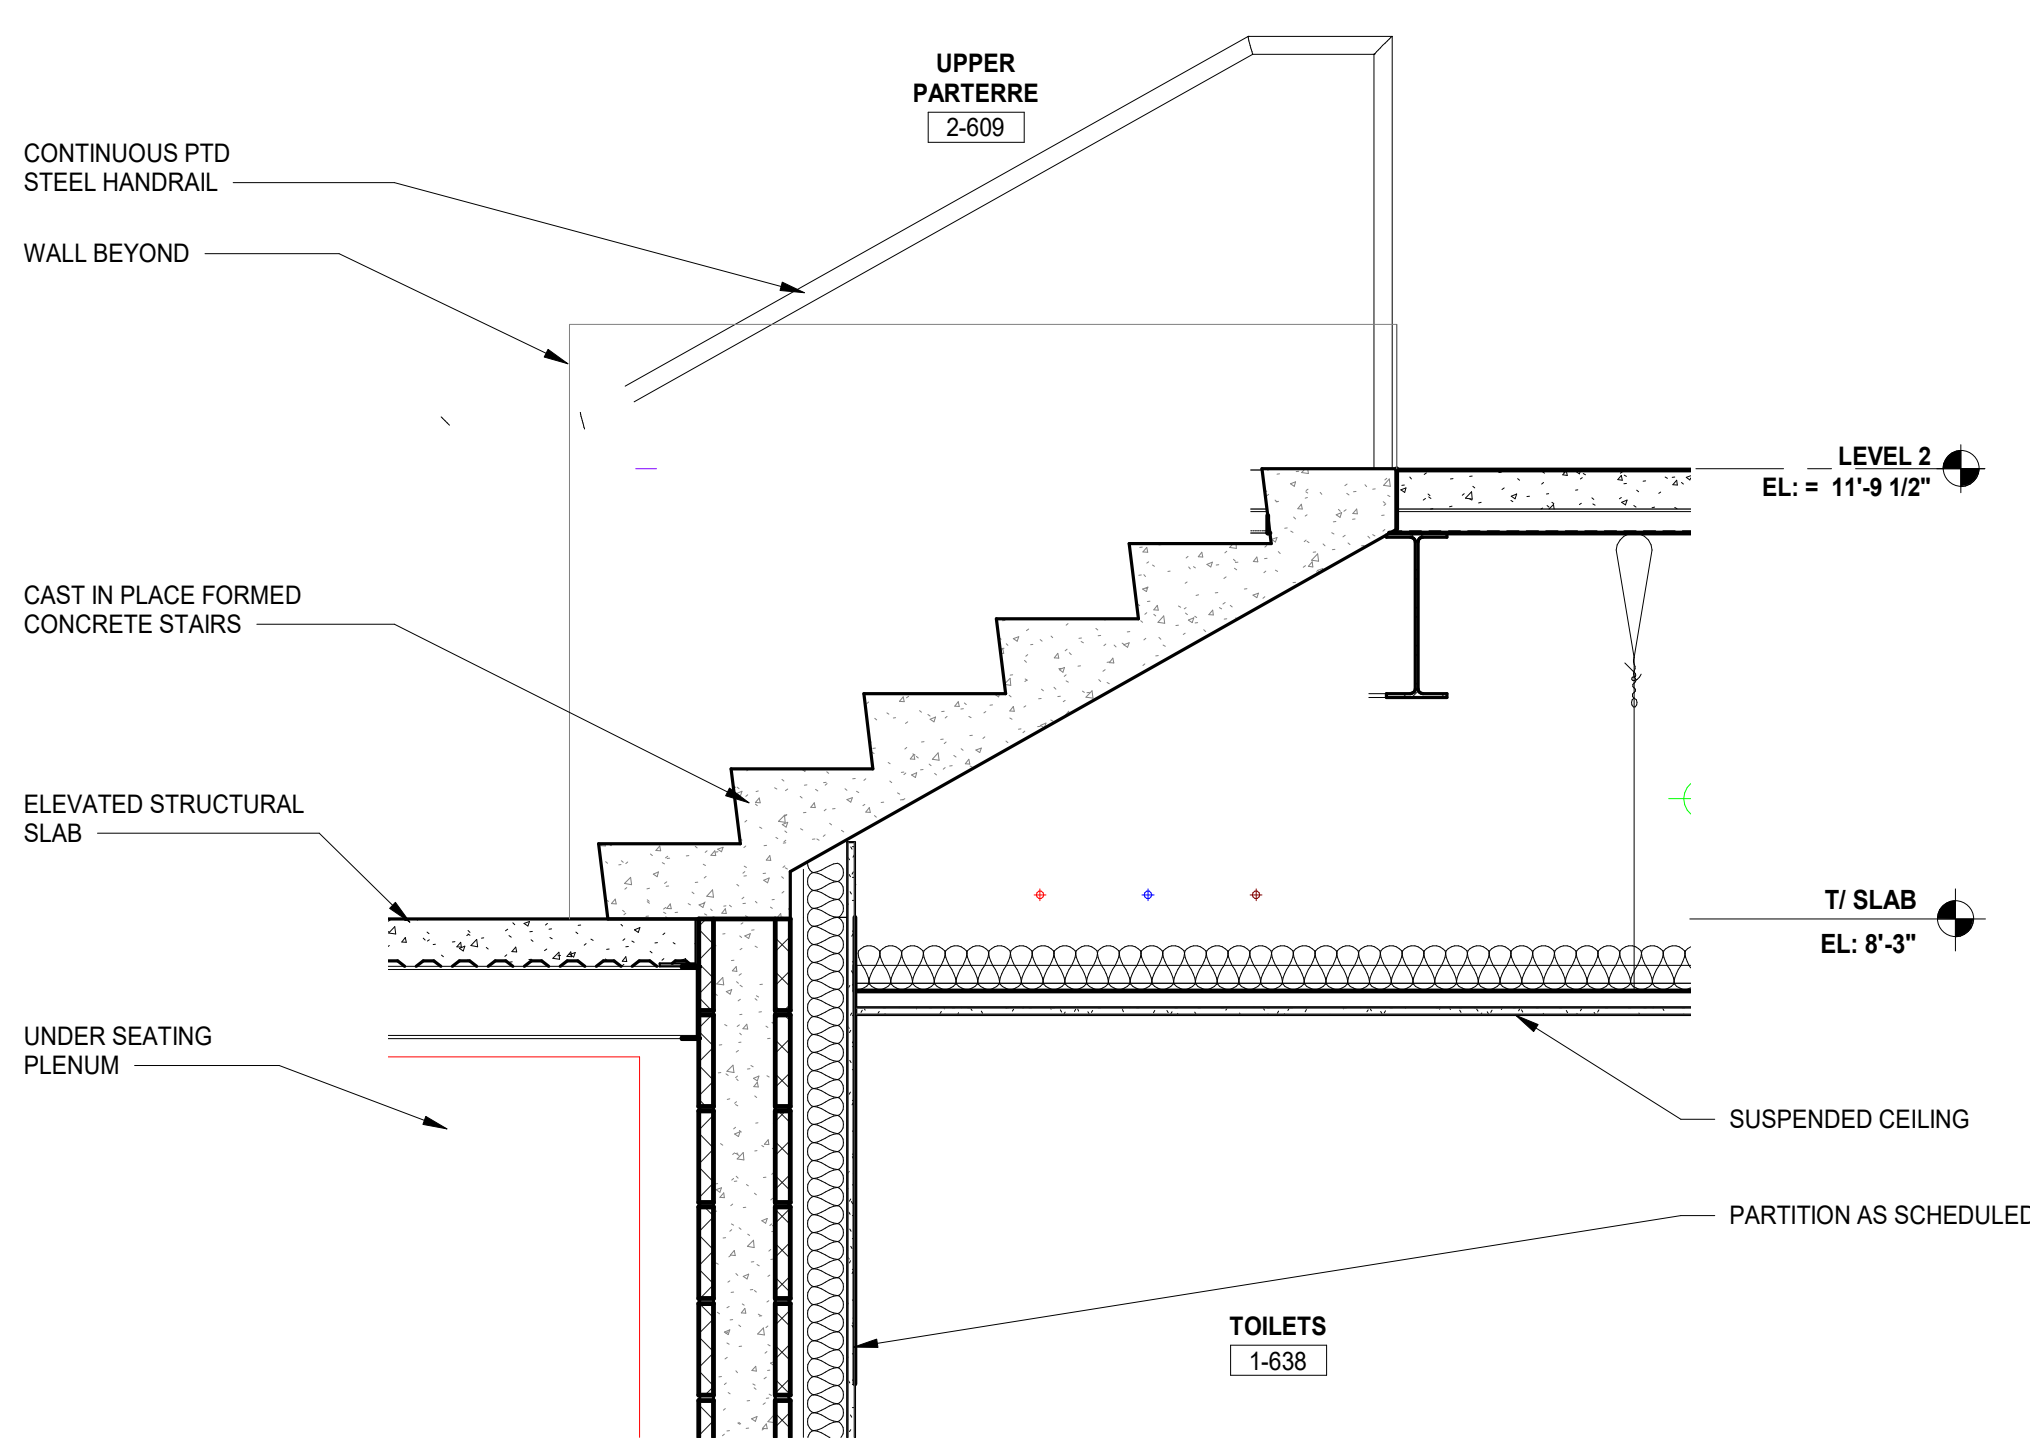 UPPER
PARTERRE
2-609
CONTINUOUS PTD
STEEL HANDRAIL
WALL BEYOND
LEVEL 2
EL: = 11'-9 1/2"
CAST IN PLACE FORMED
CONCRETE STAIRS
ELEVATED STRUCTURAL
SLAB
T/ SLAB
EL: 8'-3"
UNDER SEATING
PLENUM
SUSPENDED CEILING
PARTITION AS SCHEDULED
TOILETS
1-638